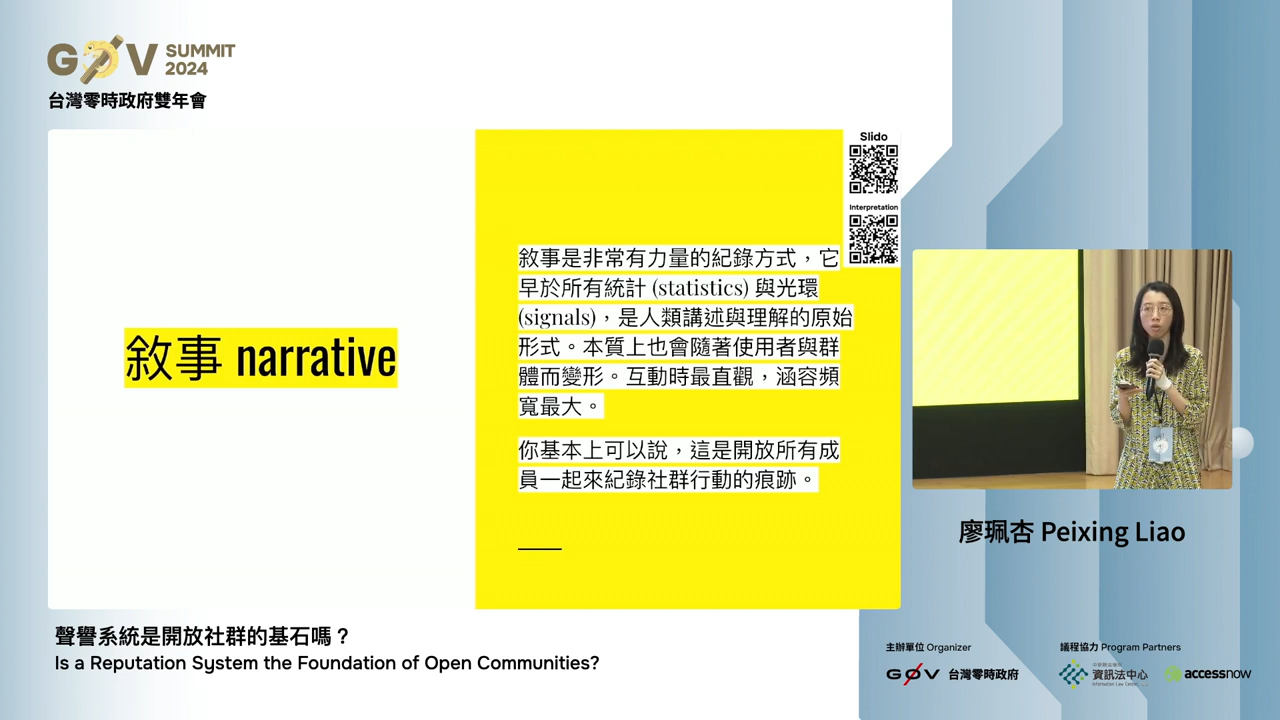 G0V SUMMIT 2024
台灣零時政府雙年會
Slido
Interpretation
敘事 narrative
敘事是非常有力量的紀錄方式，它
早於所有統計 (statistics) 與光環
(signals)，是人類講述與理解的原始
形式。本質上也會隨著使用者與群
體而變形。互動時最直觀，涵容頻
寬最大。
你基本上可以說，這是開放所有成
員一起來紀錄社群行動的痕跡。
廖珮杏 Peixing Liao
聲譽系統是開放社群的基石嗎？
Is a Reputation System the Foundation of Open Communities?
主辦單位 Organizer
G0V 台灣零時政府
議程協力 Program Partners
資訊法中心
Information Law Center
accessnow